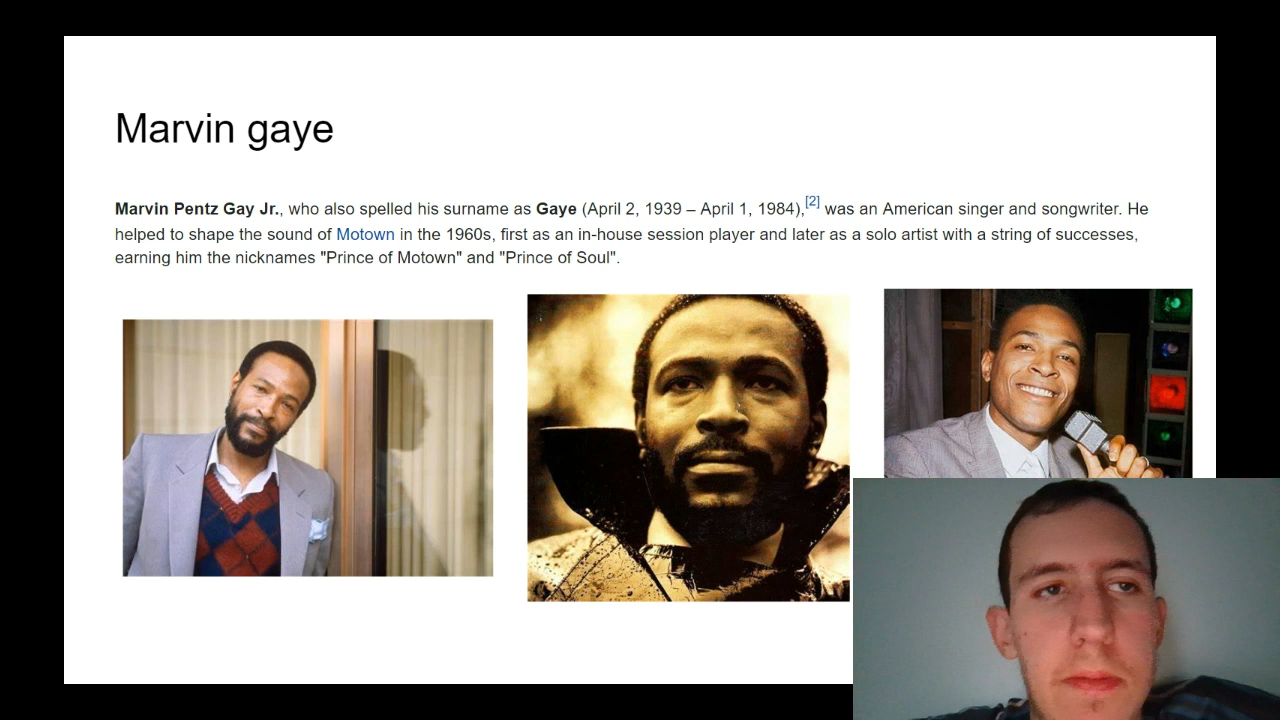 Marvin gaye
Marvin Pentz Gay Jr., who also spelled his surname as Gaye (April 2, 1939 – April 1, 1984),[2] was an American singer and songwriter. He
helped to shape the sound of Motown in the 1960s, first as an in-house session player and later as a solo artist with a string of successes,
earning him the nicknames "Prince of Motown" and "Prince of Soul".